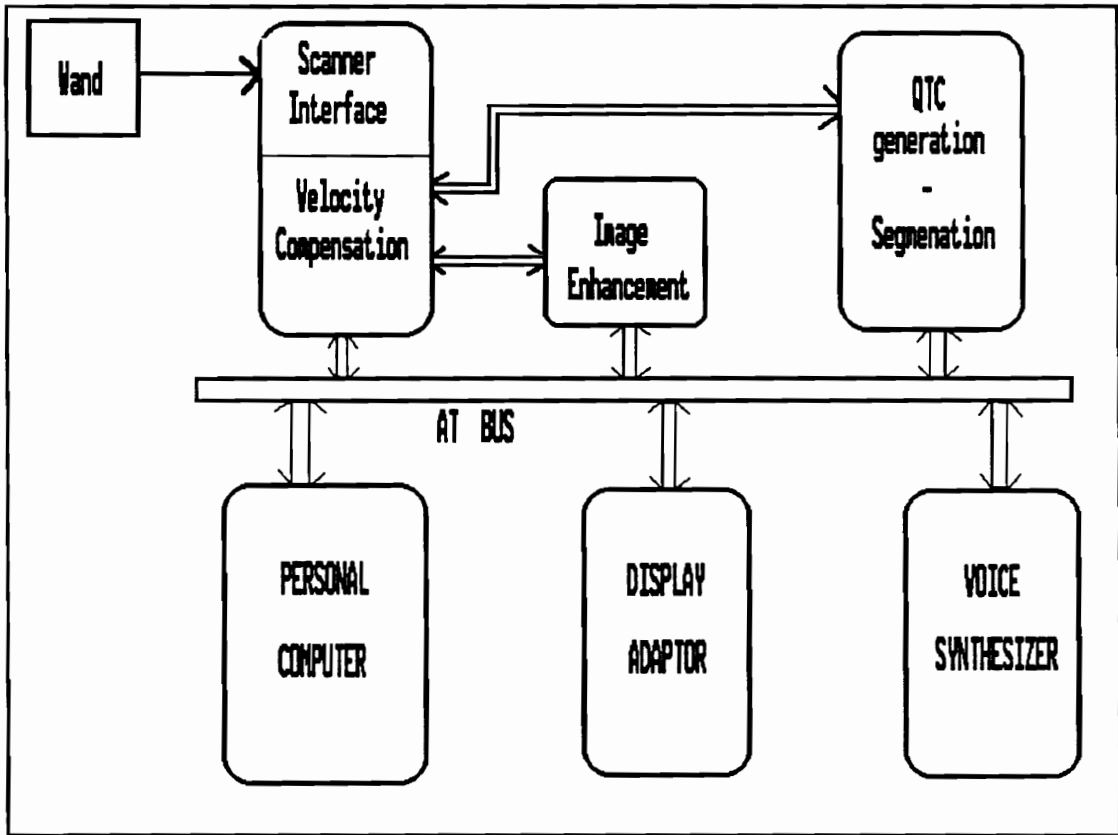 Wand
Scanner
Interface
Velocity
Compensation
Image
Enhancement
QTC
generation
-
Segmenation
AT BUS
PERSONAL
COMPUTER
DISPLAY
ADAPTOR
VOICE
SYNTHESIZER